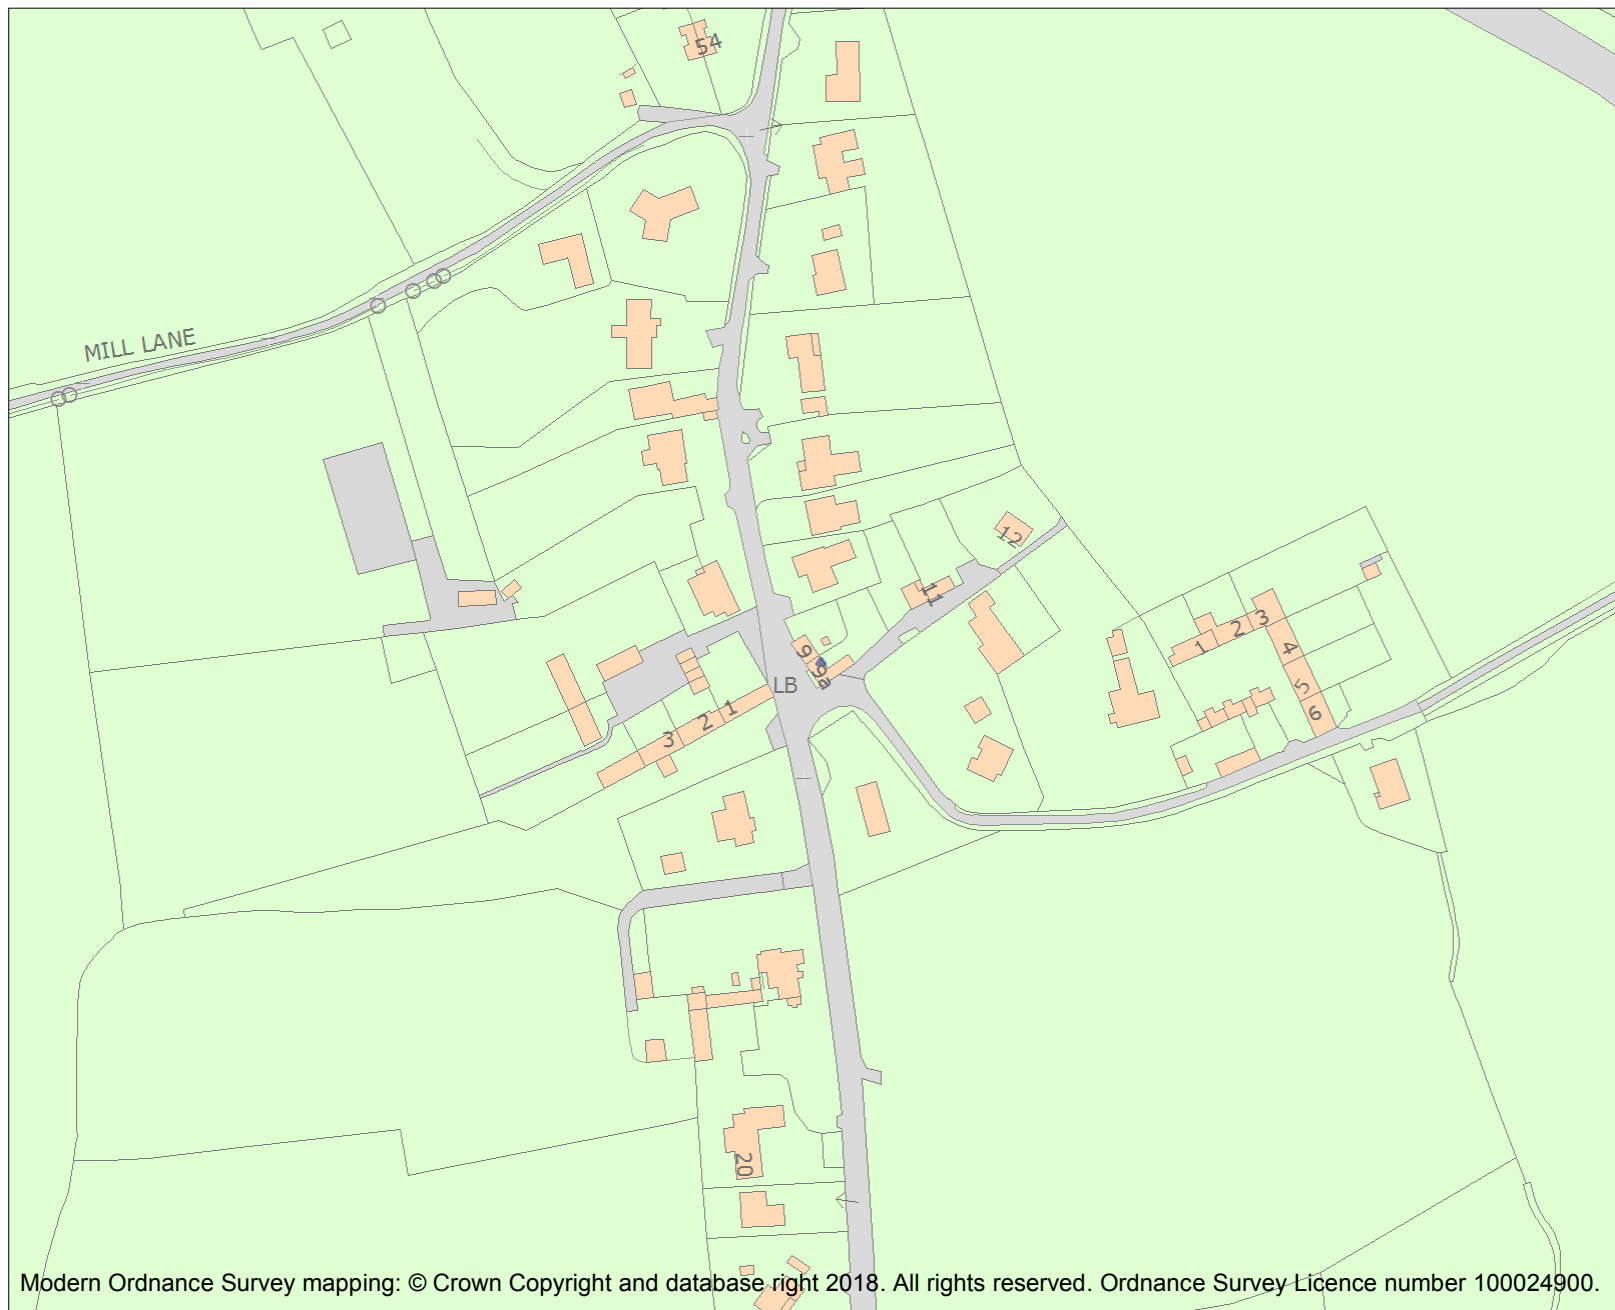 54
MILL LANE
12
11
1 2 3
4
5
6
9
9a
LB
1
2
3
20
Modern Ordnance Survey mapping: © Crown Copyright and database right 2018. All rights reserved. Ordnance Survey Licence number 100024900.